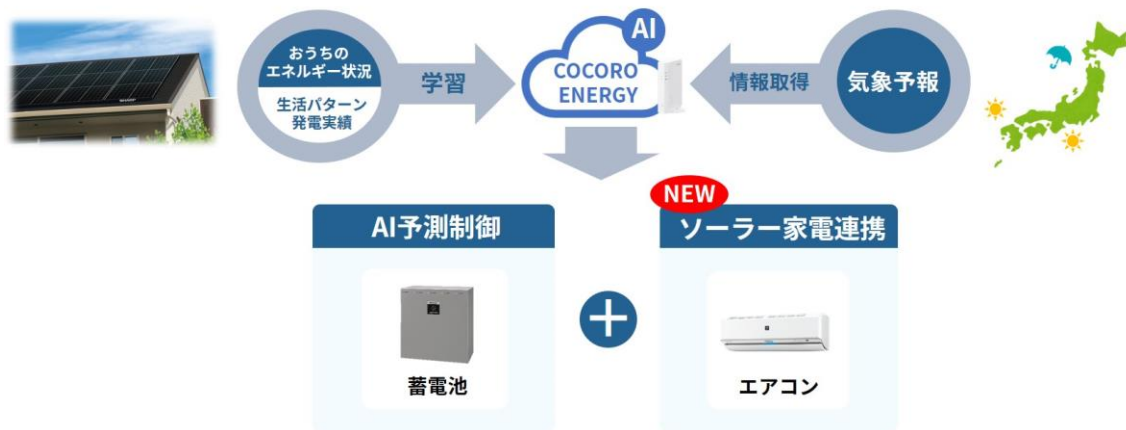 おうちの
エネルギー状況
生活パターン
発電実績
学習
AI
COCORO
ENERGY
情報取得
気象予報
AI予測制御
蓄電池
NEW
ソーラー家電連携
エアコン